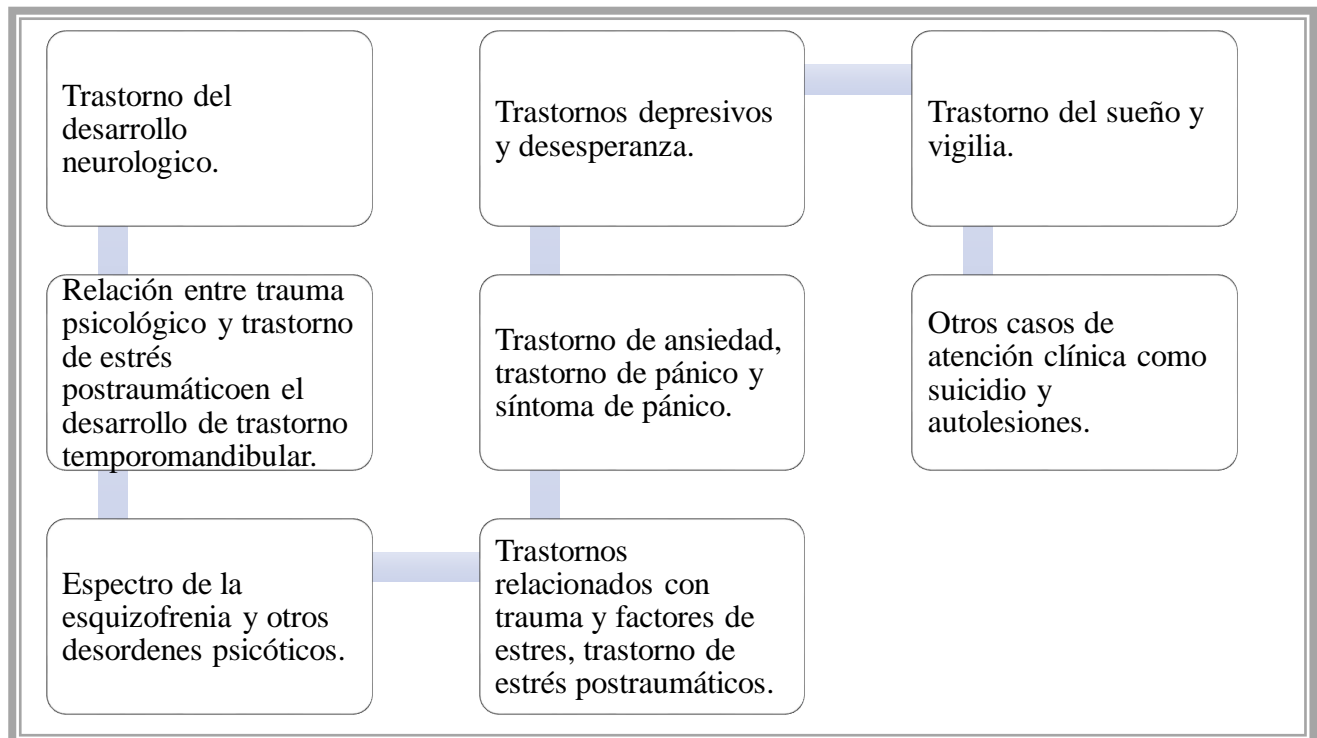 Trastorno del
desarrollo
neurologico.
Relación entre trauma
psicológico y trastorno
de estrés
postraumáticoen el
desarrollo de trastorno
temporomandibular.
Espectro de la
esquizofrenia y otros
desordenes psicóticos.
Trastornos
relacionados con
trauma y factores de
estres, trastorno de
estrés postraumáticos.
Trastorno de ansiedad,
trastorno de pánico y
síntoma de pánico.
Trastornos depresivos
y desesperanza.
Trastorno del sueño y
vigilia.
Otros casos de
atención clínica como
suicidio y
autolesiones.